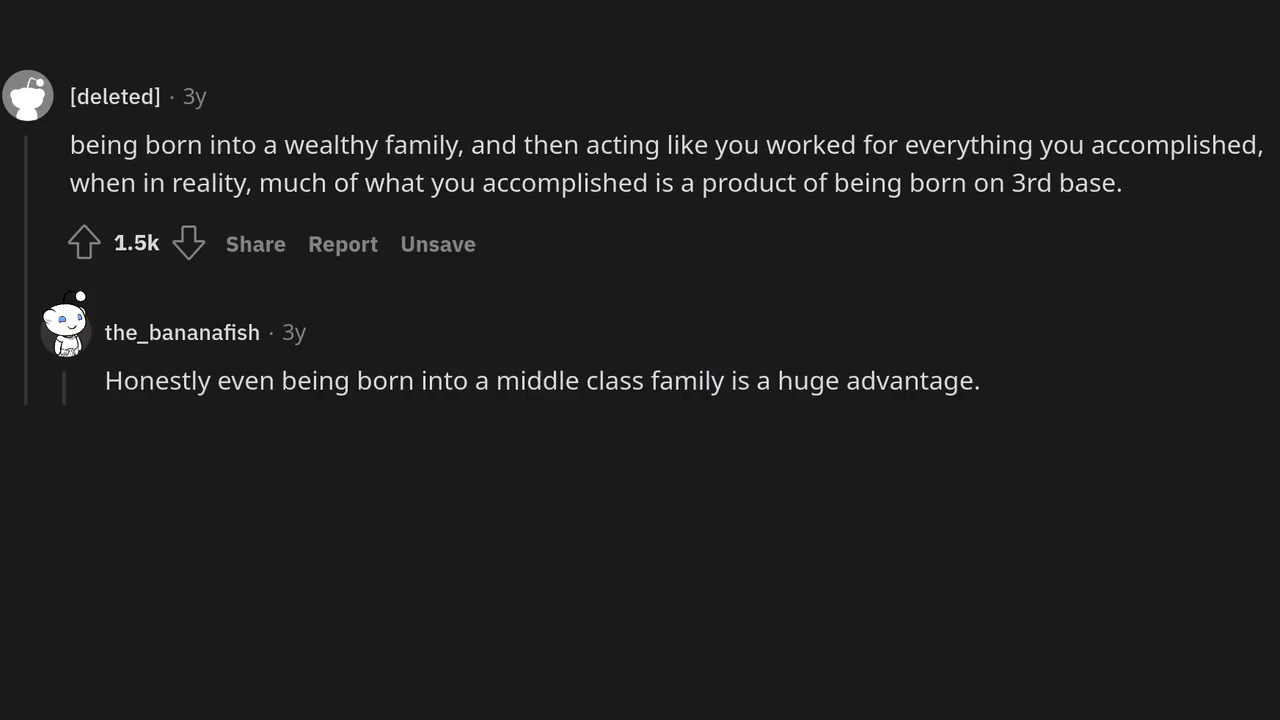 [deleted] · 3y
being born into a wealthy family, and then acting like you worked for everything you accomplished,
when in reality, much of what you accomplished is a product of being born on 3rd base.
1.5k Share Report Unsave
the_bananafish · 3y
Honestly even being born into a middle class family is a huge advantage.